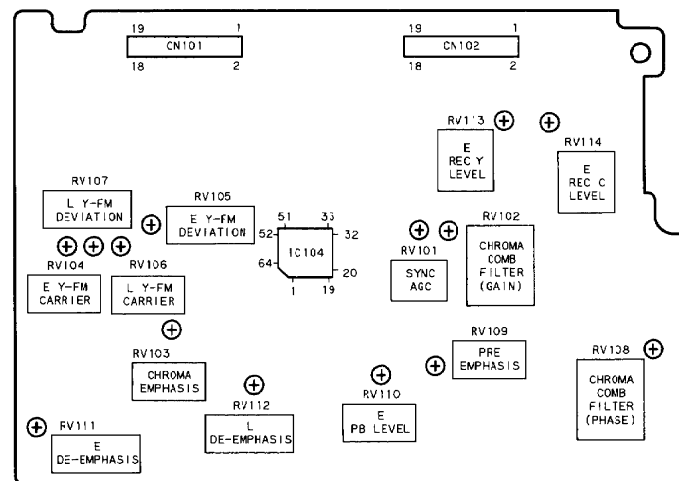 19 1
CN101
18 2
19 1
CN102
18 2
RV113
E
REC Y
LEVEL
RV114
E
REC C
LEVEL
RV107
L Y-FM
DEVIATION
RV105
E Y-FM
DEVIATION
51 33
52 32
IC104
64 20
1 19
RV101
SYNC
AGC
RV102
CHROMA
COMB
FILTER
(GAIN)
RV104
E Y-FM
CARRIER
RV106
L Y-FM
CARRIER
RV103
CHROMA
EMPHASIS
RV109
PRE
EMPHASIS
RV108
CHROMA
COMB
FILTER
(PHASE)
RV111
E
DE-EMPHASIS
RV112
L
DE-EMPHASIS
RV110
E
PB LEVEL